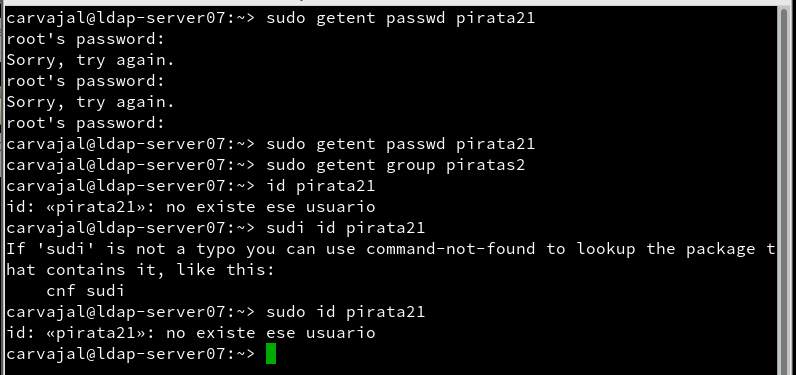 carvajal@ldap-server07:~> sudo getent passwd pirata21
root's password:
Sorry, try again.
root's password:
Sorry, try again.
root's password:
carvajal@ldap-server07:~> sudo getent passwd pirata21
carvajal@ldap-server07:~> sudo getent group piratas2
carvajal@ldap-server07:~> id pirata21
id: «pirata21»: no existe ese usuario
carvajal@ldap-server07:~> sudi id pirata21
If 'sudi' is not a typo you can use command-not-found to lookup the package t
hat contains it, like this:
    cnf sudi
carvajal@ldap-server07:~> sudo id pirata21
id: «pirata21»: no existe ese usuario
carvajal@ldap-server07:~>